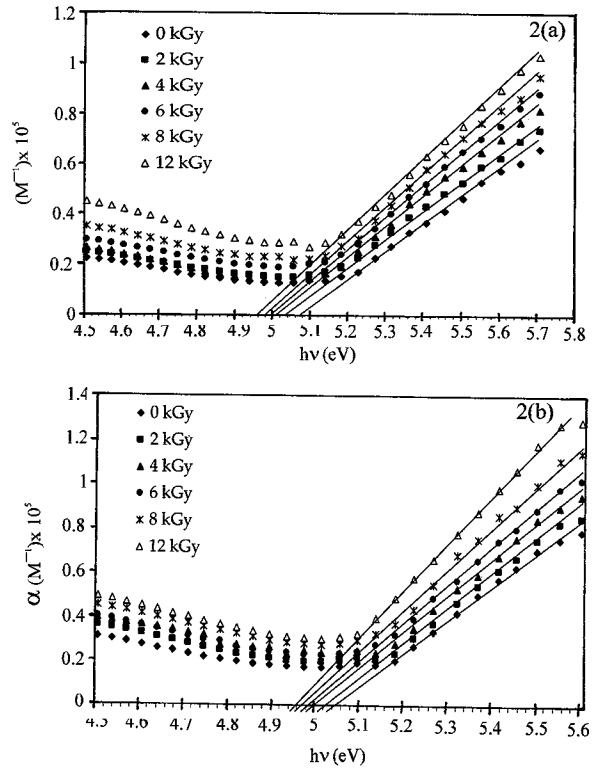 2(a)
1.2
1
0.8
0.6
0.4
0.2
0
(M⁻¹)x 10⁵
0 kGy
2 kGy
4 kGy
6 kGy
8 kGy
12 kGy
4.5 4.6 4.7 4.8 4.9 5 5.1 5.2 5.3 5.4 5.5 5.6 5.7 5.8
hν (eV)
2(b)
1.4
1.2
1
0.8
0.6
0.4
0.2
0
α (M⁻¹)x 10⁵
0 kGy
2 kGy
4 kGy
6 kGy
8 kGy
12 kGy
4.5 4.6 4.7 4.8 4.9 5 5.1 5.2 5.3 5.4 5.5 5.6
hν (eV)